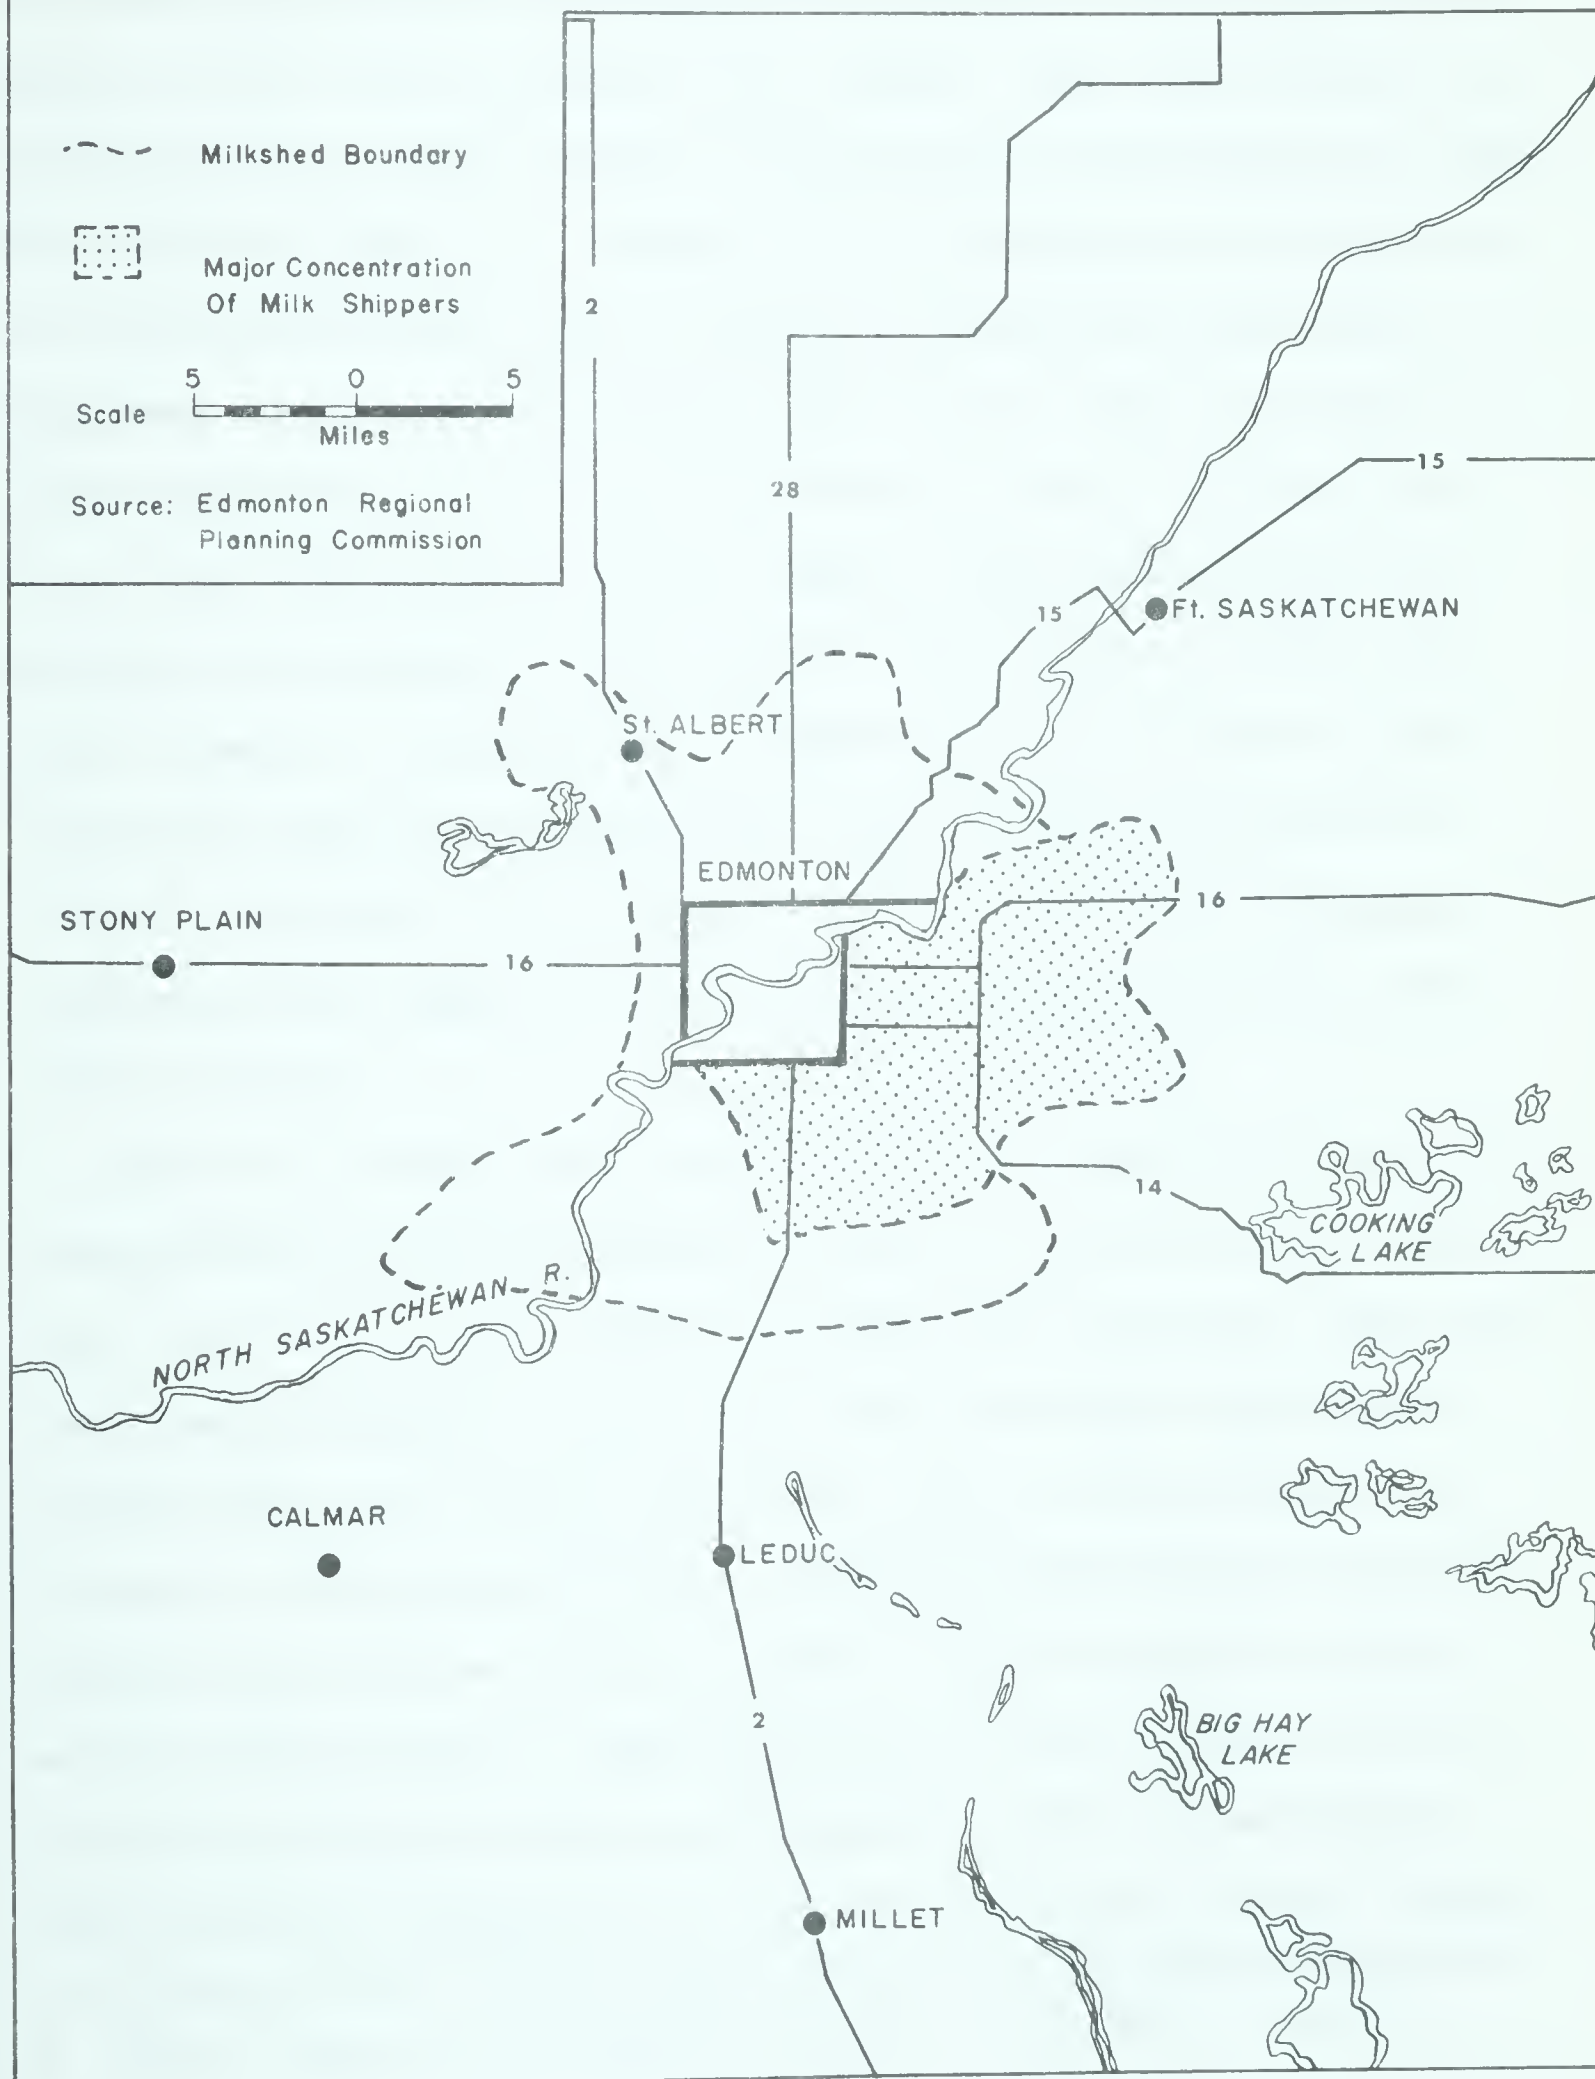 Milkshed Boundary
Major Concentration
Of Milk Shippers
5 0 5
Scale
Miles
Source: Edmonton Regional
Planning Commission
2
28
15
15
Ft. SASKATCHEWAN
St. ALBERT
EDMONTON
16
STONY PLAIN
16
14
COOKING
LAKE
NORTH SASKATCHEWAN R.
CALMAR
LEDUC
2
BIG HAY
LAKE
MILLET